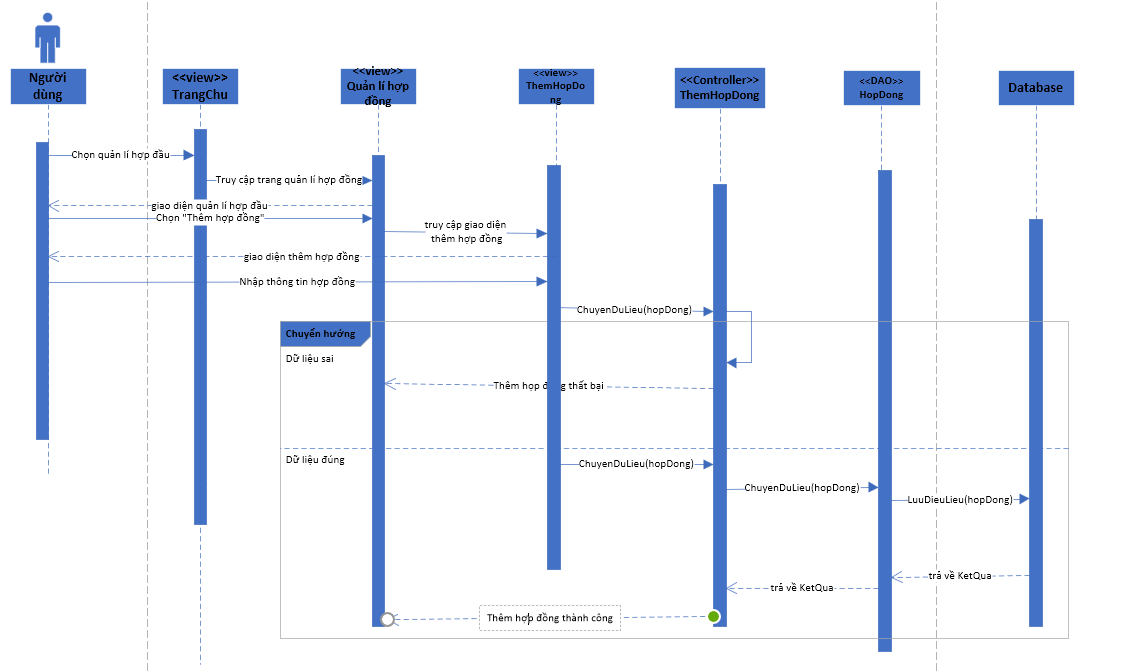 Người
dùng
<<view>>
TrangChu
<<view>>
Quản lí hợp
đồng
<<view>>
ThemHopDo
ng
<<Controller>>
ThemHopDong
<<DAO>>
HopDong
Database
Chọn quản lí hợp đầu
Truy cập trang quản lí hợp đồng
giao diện quản lí hợp đầu
Chọn "Thêm hợp đồng"
truy cập giao diện
thêm hợp đồng
giao diện thêm hợp đồng
Nhập thông tin hợp đồng
ChuyenDuLieu(hopDong)
Chuyển hướng
Dữ liệu sai
Thêm hợp đồng thất bại
Dữ liệu đúng
ChuyenDuLieu(hopDong)
ChuyenDuLieu(hopDong)
LuuDieuLieu(hopDong)
trả về KetQua
trả về KetQua
Thêm hợp đồng thành công